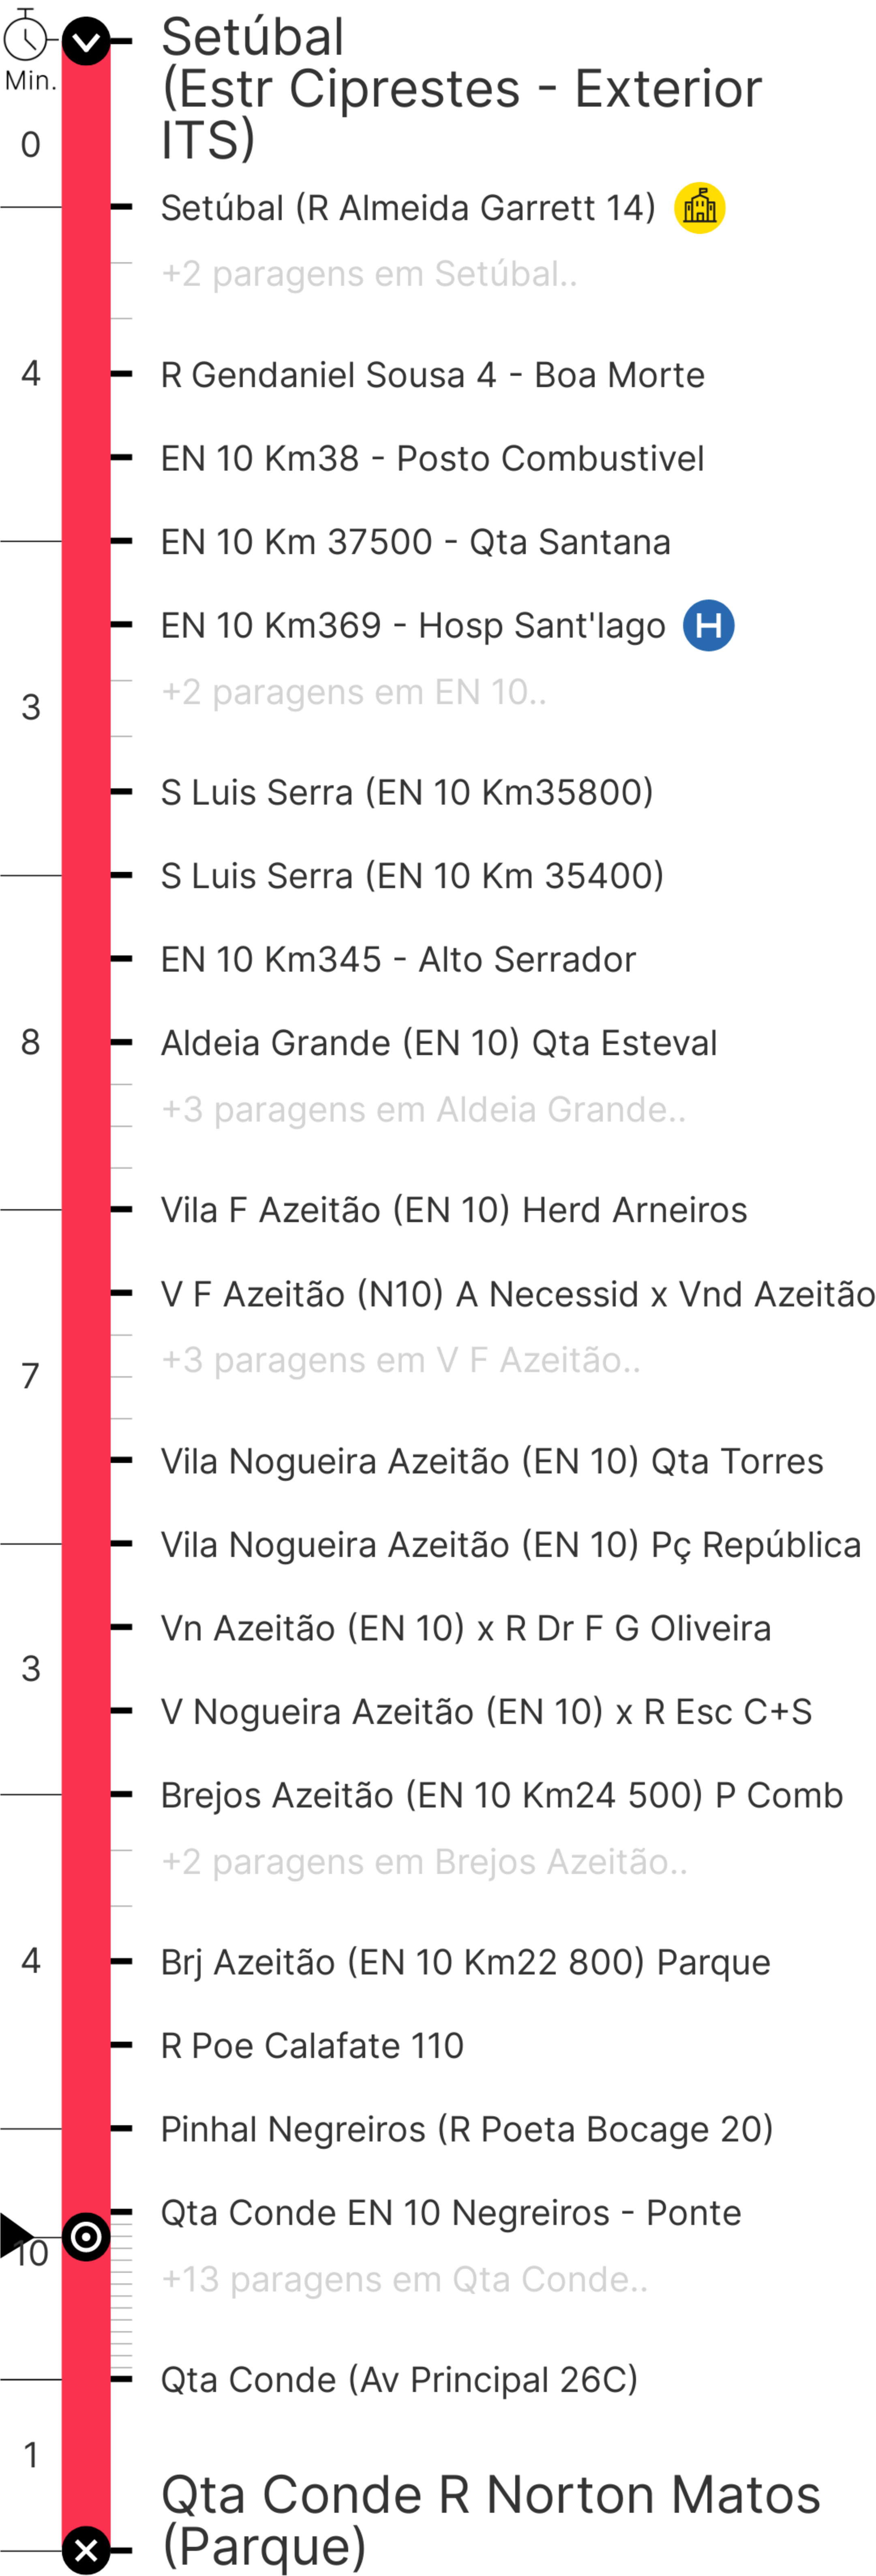 Setúbal
(Estr Ciprestes - Exterior
ITS)
Min.
0
Setúbal (R Almeida Garrett 14)
+2 paragens em Setúbal..
4
R Gendaniel Sousa 4 - Boa Morte
EN 10 Km38 - Posto Combustivel
EN 10 Km 37500 - Qta Santana
EN 10 Km369 - Hosp Sant'Iago H
+2 paragens em EN 10..
3
S Luis Serra (EN 10 Km35800)
S Luis Serra (EN 10 Km 35400)
EN 10 Km345 - Alto Serrador
8
Aldeia Grande (EN 10) Qta Esteval
+3 paragens em Aldeia Grande..
Vila F Azeitão (EN 10) Herd Arneiros
V F Azeitão (N10) A Necessid x Vnd Azeitão
+3 paragens em V F Azeitão..
7
Vila Nogueira Azeitão (EN 10) Qta Torres
Vila Nogueira Azeitão (EN 10) Pç República
Vn Azeitão (EN 10) x R Dr F G Oliveira
3
V Nogueira Azeitão (EN 10) x R Esc C+S
Brejos Azeitão (EN 10 Km24 500) P Comb
+2 paragens em Brejos Azeitão..
4
Brj Azeitão (EN 10 Km22 800) Parque
R Poe Calafate 110
Pinhal Negreiros (R Poeta Bocage 20)
Qta Conde EN 10 Negreiros - Ponte
10
+13 paragens em Qta Conde..
Qta Conde (Av Principal 26C)
1
Qta Conde R Norton Matos
(Parque)